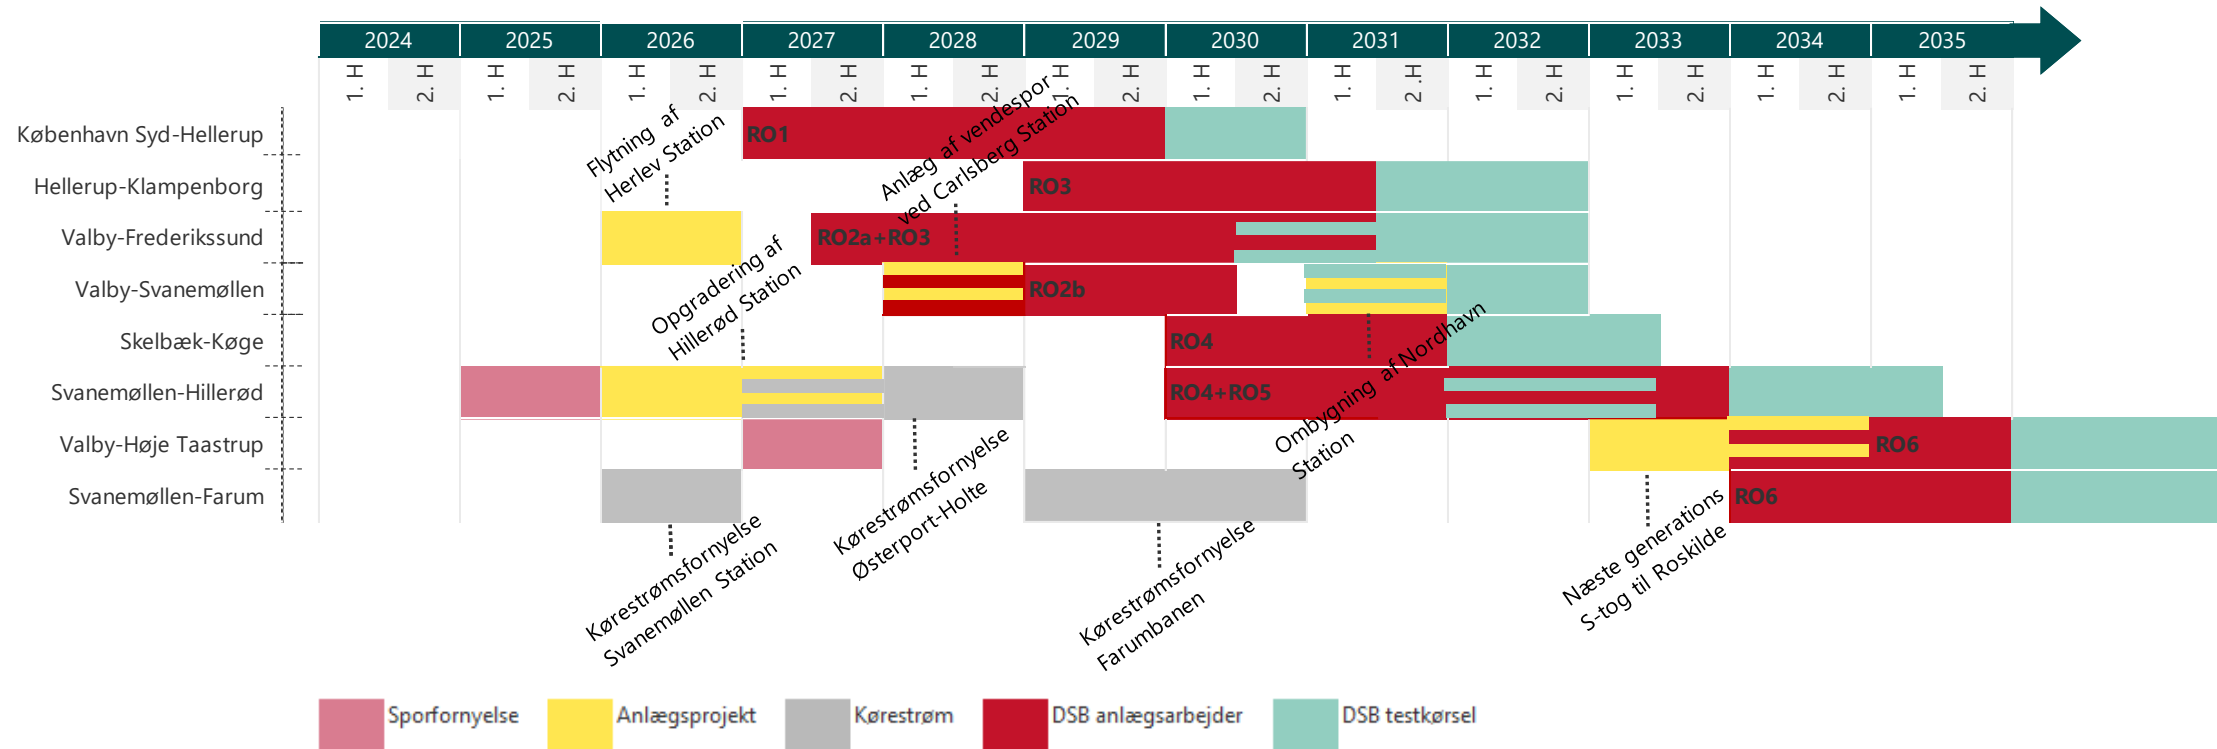 2024 2025 2026 2027 2028 2029 2030 2031 2032 2033 2034 2035
1. H 2. H 1. H 2. H 1. H 2. H 1. H 2. H 1. H 2. H 1. H 2. H 1. H 2. H 1. H 2 .H 1. H 2. H 1. H 2. H 1. H 2. H 1. H 2. H
København Syd-Hellerup
RO1
Hellerup-Klampenborg
RO3
Valby-Frederikssund
RO2a+RO3
Valby-Svanemøllen
RO2b
Skelbæk-Køge
RO4
Svanemøllen-Hillerød
RO4+RO5
Valby-Høje Taastrup
RO6
Svanemøllen-Farum
RO6
Flytning af
Herlev Station
Anlæg af vendespor
ved Carlsberg Station
Opgradering af
Hillerød Station
Ombygning af Nordhavn
Station
Kørestrømsfornyelse
Svanemøllen Station
Kørestrømsfornyelse
Østerport-Holte
Kørestrømsfornyelse
Farumbanen
Næste generations
S-tog til Roskilde
Sporfornyelse
Anlægsprojekt
Kørestrøm
DSB anlægsarbejder
DSB testkørsel